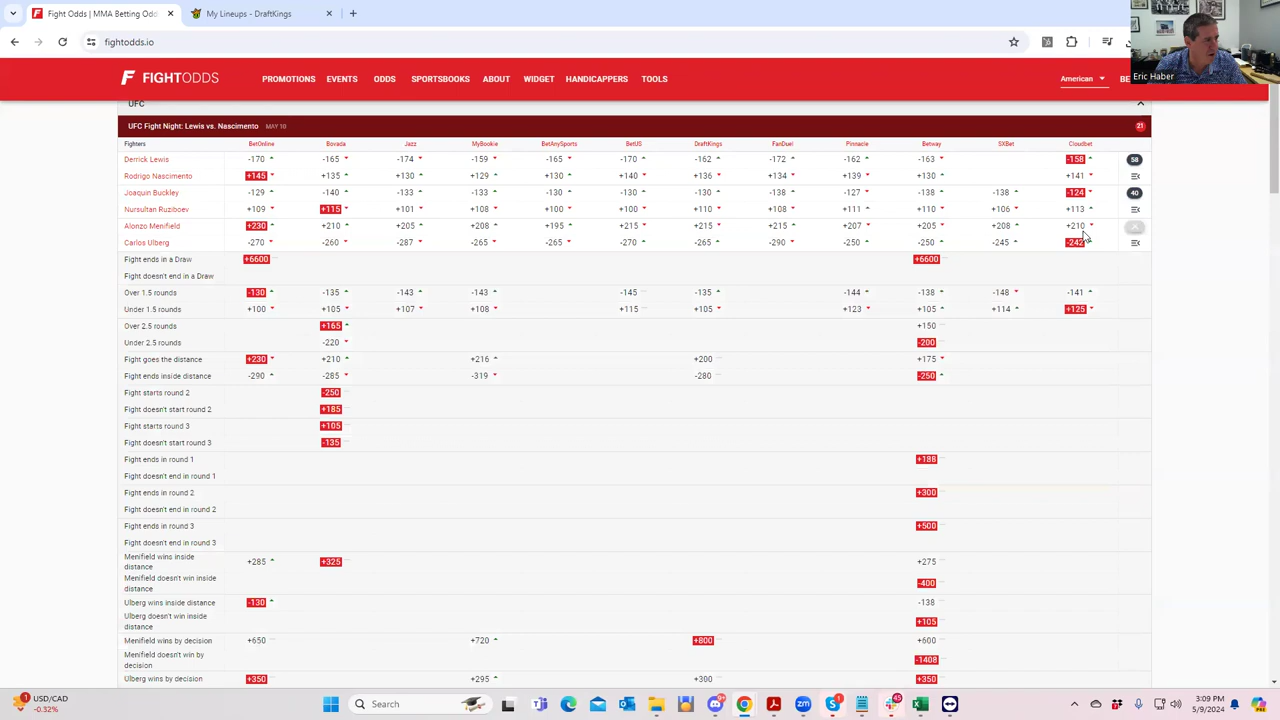 Fight Odds | MMA Betting Odd
My Lineups - DraftKings
fightodds.io
Eric Haber
FIGHTODDS PROMOTIONS EVENTS ODDS SPORTSBOOKS ABOUT WIDGET HANDICAPPERS TOOLS American BE
UFC
UFC Fight Night: Lewis vs. Nascimento MAY 10 21
Fighters BetOnline Bovada Jazz MyBookie BetAnySports BetUS DraftKings FanDuel Pinnacle Betway SXBet Cloudbet
Derrick Lewis -170 -165 -174 -159 -165 -170 -162 -172 -162 -163 -158 58
Rodrigo Nascimento +145 +135 +134 +129 +130 +140 +136 +134 +139 +130 +141
Joaquin Buckley -129 -140 -133 -133 -130 -130 -130 -138 -127 -138 -138 -124 40
Nursultan Ruziboev +109 +115 +101 +108 +100 +100 +110 +108 +111 +110 +106 +113
Alonzo Menifield +230 +210 +205 +208 +195 +215 +215 +215 +207 +205 +208 +210
Carlos Ulberg -270 -260 -287 -265 -265 -270 -265 -290 -250 -250 -245 -242
Fight ends in a Draw +6600 +6600
Fight doesn't end in a Draw
Over 1.5 rounds -130 -135 -143 -143 -145 -135 -144 -138 -148 -141
Under 1.5 rounds +100 +105 +107 +108 +115 +105 +123 +105 +114 +125
Over 2.5 rounds +165 +150
Under 2.5 rounds -220 -200
Fight goes the distance +230 +210 +216 +200 +175
Fight ends inside distance -290 -285 -319 -280 -250
Fight starts round 2 -250
Fight doesn't start round 2 +185
Fight starts round 3 +105
Fight doesn't start round 3 -135
Fight ends in round 1 +188
Fight doesn't end in round 1
Fight ends in round 2 +300
Fight doesn't end in round 2
Fight ends in round 3 +500
Fight doesn't end in round 3
Menifield wins inside
distance +285 +325 +275
Menifield doesn't win inside
distance -400
Ulberg wins inside distance -130 -138
Ulberg doesn't win inside
distance +105
Menifield wins by decision +650 +720 +800 +600
Menifield doesn't win by
decision -1408
Ulberg wins by decision +350 +295 +300 +350
USD/CAD
-0.32%
Search
3:09 PM
5/9/2024